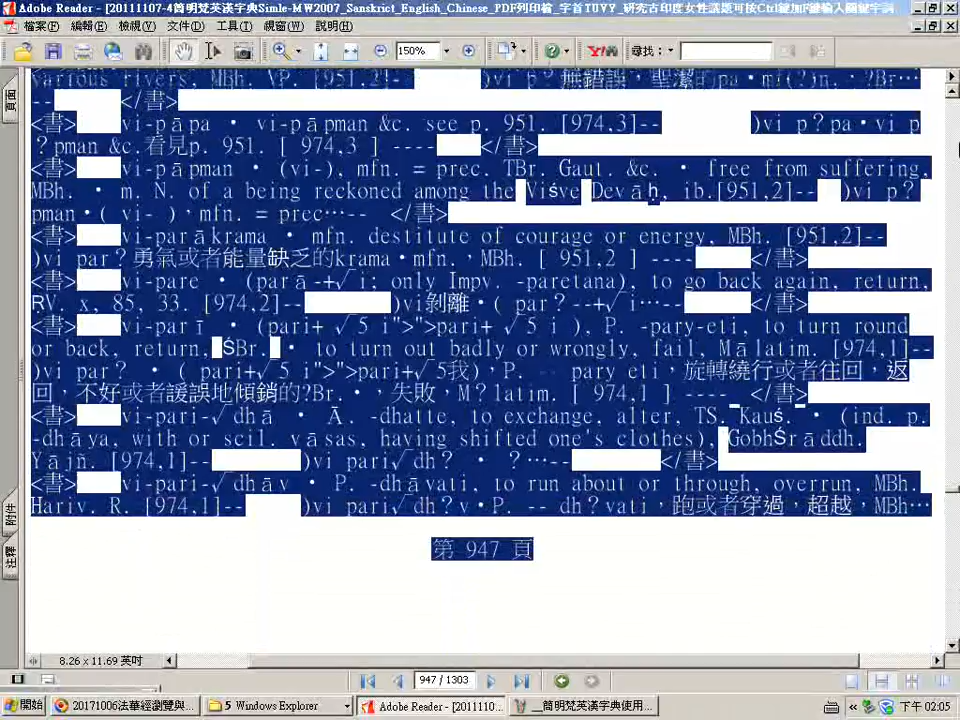 Adobe Reader - [20111107-4簡明梵英漢字典Simle-MW2007_Sanskrict_English_Chinese_PDF列印檔_字首TUVY_研究古印度女性議題可按Ctrl鍵加F鍵輸入關鍵字詞
檔案(F) 編輯(E) 檢視(V) 文件(D) 工具(T) 視窗(W) 說明(H)
150% 尋找:
頁面
various rivers, MBh. VP. [951,2]-- )vi p?無錯誤,聖潔的pa・m(?)n.,?Br…
-- </書>
<書> vi-pāpa • vi-pāpman &c. see p. 951. [974,3]-- )vi p?pa•vi p
?pman &c.看見p. 951. [ 974,3 ] ---- </書>
<書> vi-pāpman • (vi-), mfn. = prec. TBr. Gaut. &c. • free from suffering,
MBh. • m. N. of a being reckoned among the Viśve Devāḥ, ib.[951,2]-- )vi p?
pman•( vi- ),mfn. = prec…-- </書>
<書> vi-parākrama • mfn. destitute of courage or energy, MBh. [951,2]--
)vi par?勇氣或者能量缺乏的krama•mfn.,MBh. [ 951,2 ] ---- </書>
<書> vi-pare • (parā-+√i; only Impv. -paretana), to go back again, return,
RV. x, 85, 33. [974,2]-- )vi剝離•( par?--+√i…-- </書>
<書> vi-parī • (pari+ √5 i">">pari+ √5 i ), P. -pary-eti, to turn round
or back, return, ŚBr. • to turn out badly or wrongly, fail, Mālatim. [974,1]--
)vi par?•( pari+√5 i">">pari+√5我),P. -- pary eti,旋轉繞行或者往回,返
回,不好或者謬誤地傾銷的?Br.•,失敗,M?latim. [ 974,1 ] ---- </書>
<書> vi-pari-√dhā • Ā. -dhatte, to exchange, alter, TS. Kauś. • (ind. p.
-dhāya, with or scil. vāsas, having shifted one's clothes), GobhŚrāddh.
Yājñ. [974,1]-- )vi pari√dh?•?…-- </書>
<書> vi-pari-√dhāv • P. -dhāvati, to run about or through, overrun, MBh.
Hariv. R. [974,1]-- )vi pari√dh?v•P. -- dh?vati,跑或者穿過,超越,MBh…
第 947 頁
附件
注釋
8.26 x 11.69 英吋
947 / 1303
開始 20171006法華經瀏覽與... 5 Windows Explorer Adobe Reader - [2011110... __簡明梵英漢字典使用... 下午 02:05